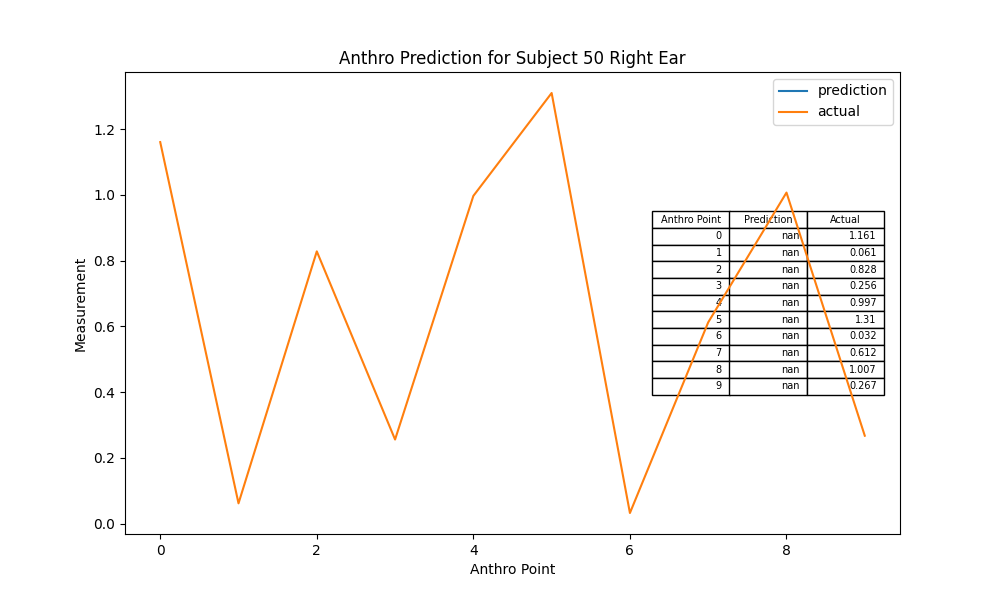 Anthro Prediction for Subject 50 Right Ear
prediction
actual
Measurement
1.2
1.0
0.8
0.6
0.4
0.2
0.0
Anthro Point Prediction Actual
0 nan 1.161
1 nan 0.061
2 nan 0.828
3 nan 0.256
4 nan 0.997
5 nan 1.31
6 nan 0.032
7 nan 0.612
8 nan 1.007
9 nan 0.267
0 2 4 6 8
Anthro Point